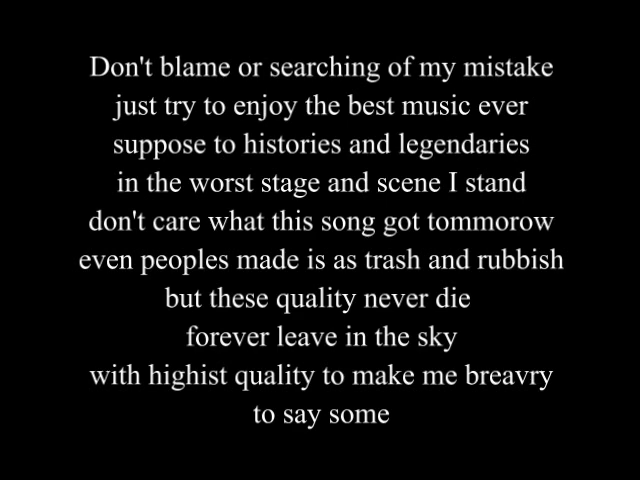 Don't blame or searching of my mistake
just try to enjoy the best music ever
suppose to histories and legendaries
in the worst stage and scene I stand
don't care what this song got tommorow
even peoples made is as trash and rubbish
but these quality never die
forever leave in the sky
with highist quality to make me breavry
to say some